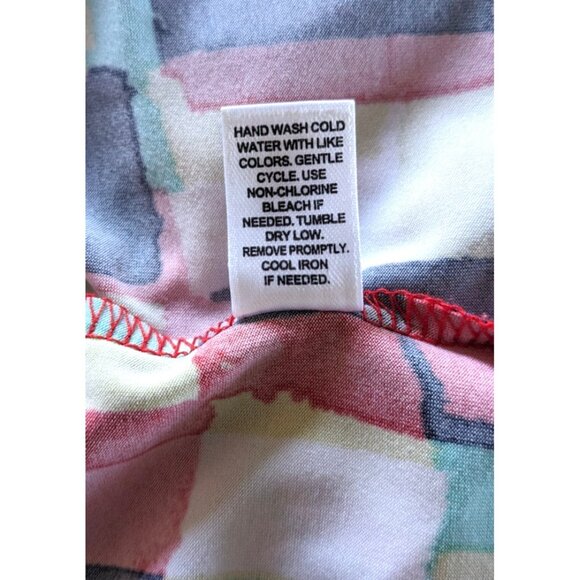 HAND WASH COLD
WATER WITH LIKE
COLORS. GENTLE
CYCLE. USE
NON-CHLORINE
BLEACH IF
NEEDED. TUMBLE
DRY LOW.
REMOVE PROMPTLY.
COOL IRON
IF NEEDED.